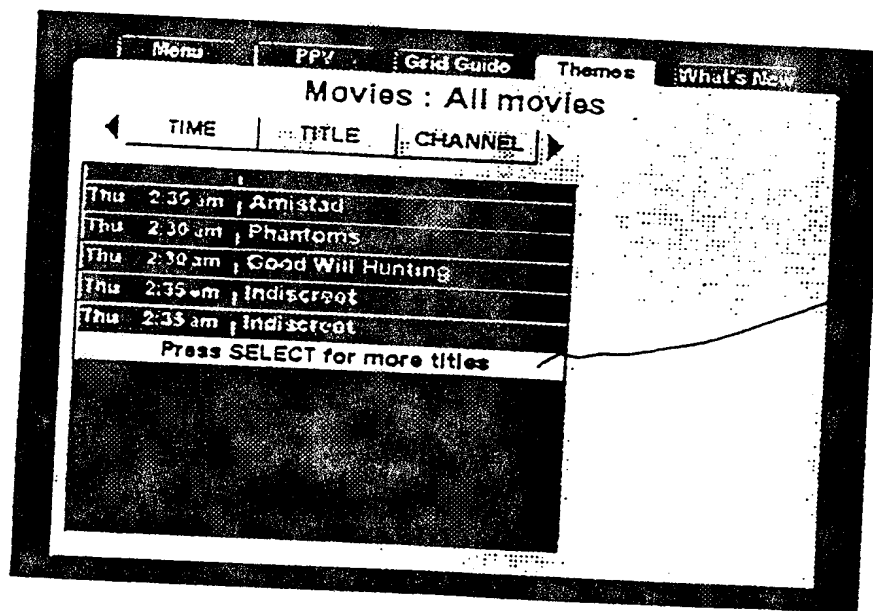 Menu PPV Grid Guide Themes What's New
Movies : All movies
TIME TITLE CHANNEL
Thu 2:30 am Amistad
Thu 2:30 am Phantoms
Thu 2:30 am Good Will Hunting
Thu 2:35 am Indiscreet
Thu 2:35 am Indiscreet
Press SELECT for more titles